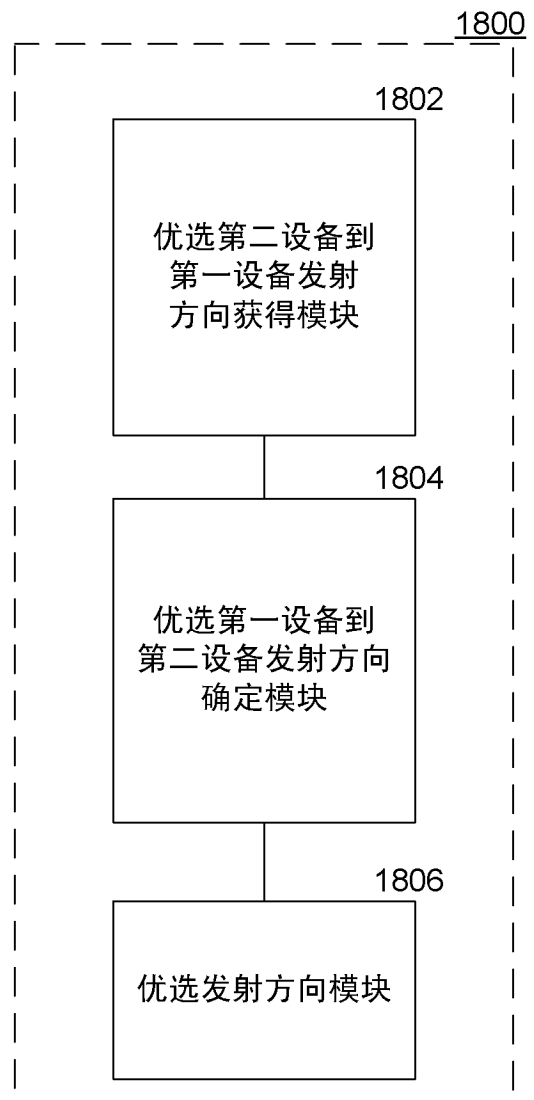 1800
1802
优选第二设备到
第一设备发射
方向获得模块
1804
优选第一设备到
第二设备发射方向
确定模块
1806
优选发射方向模块